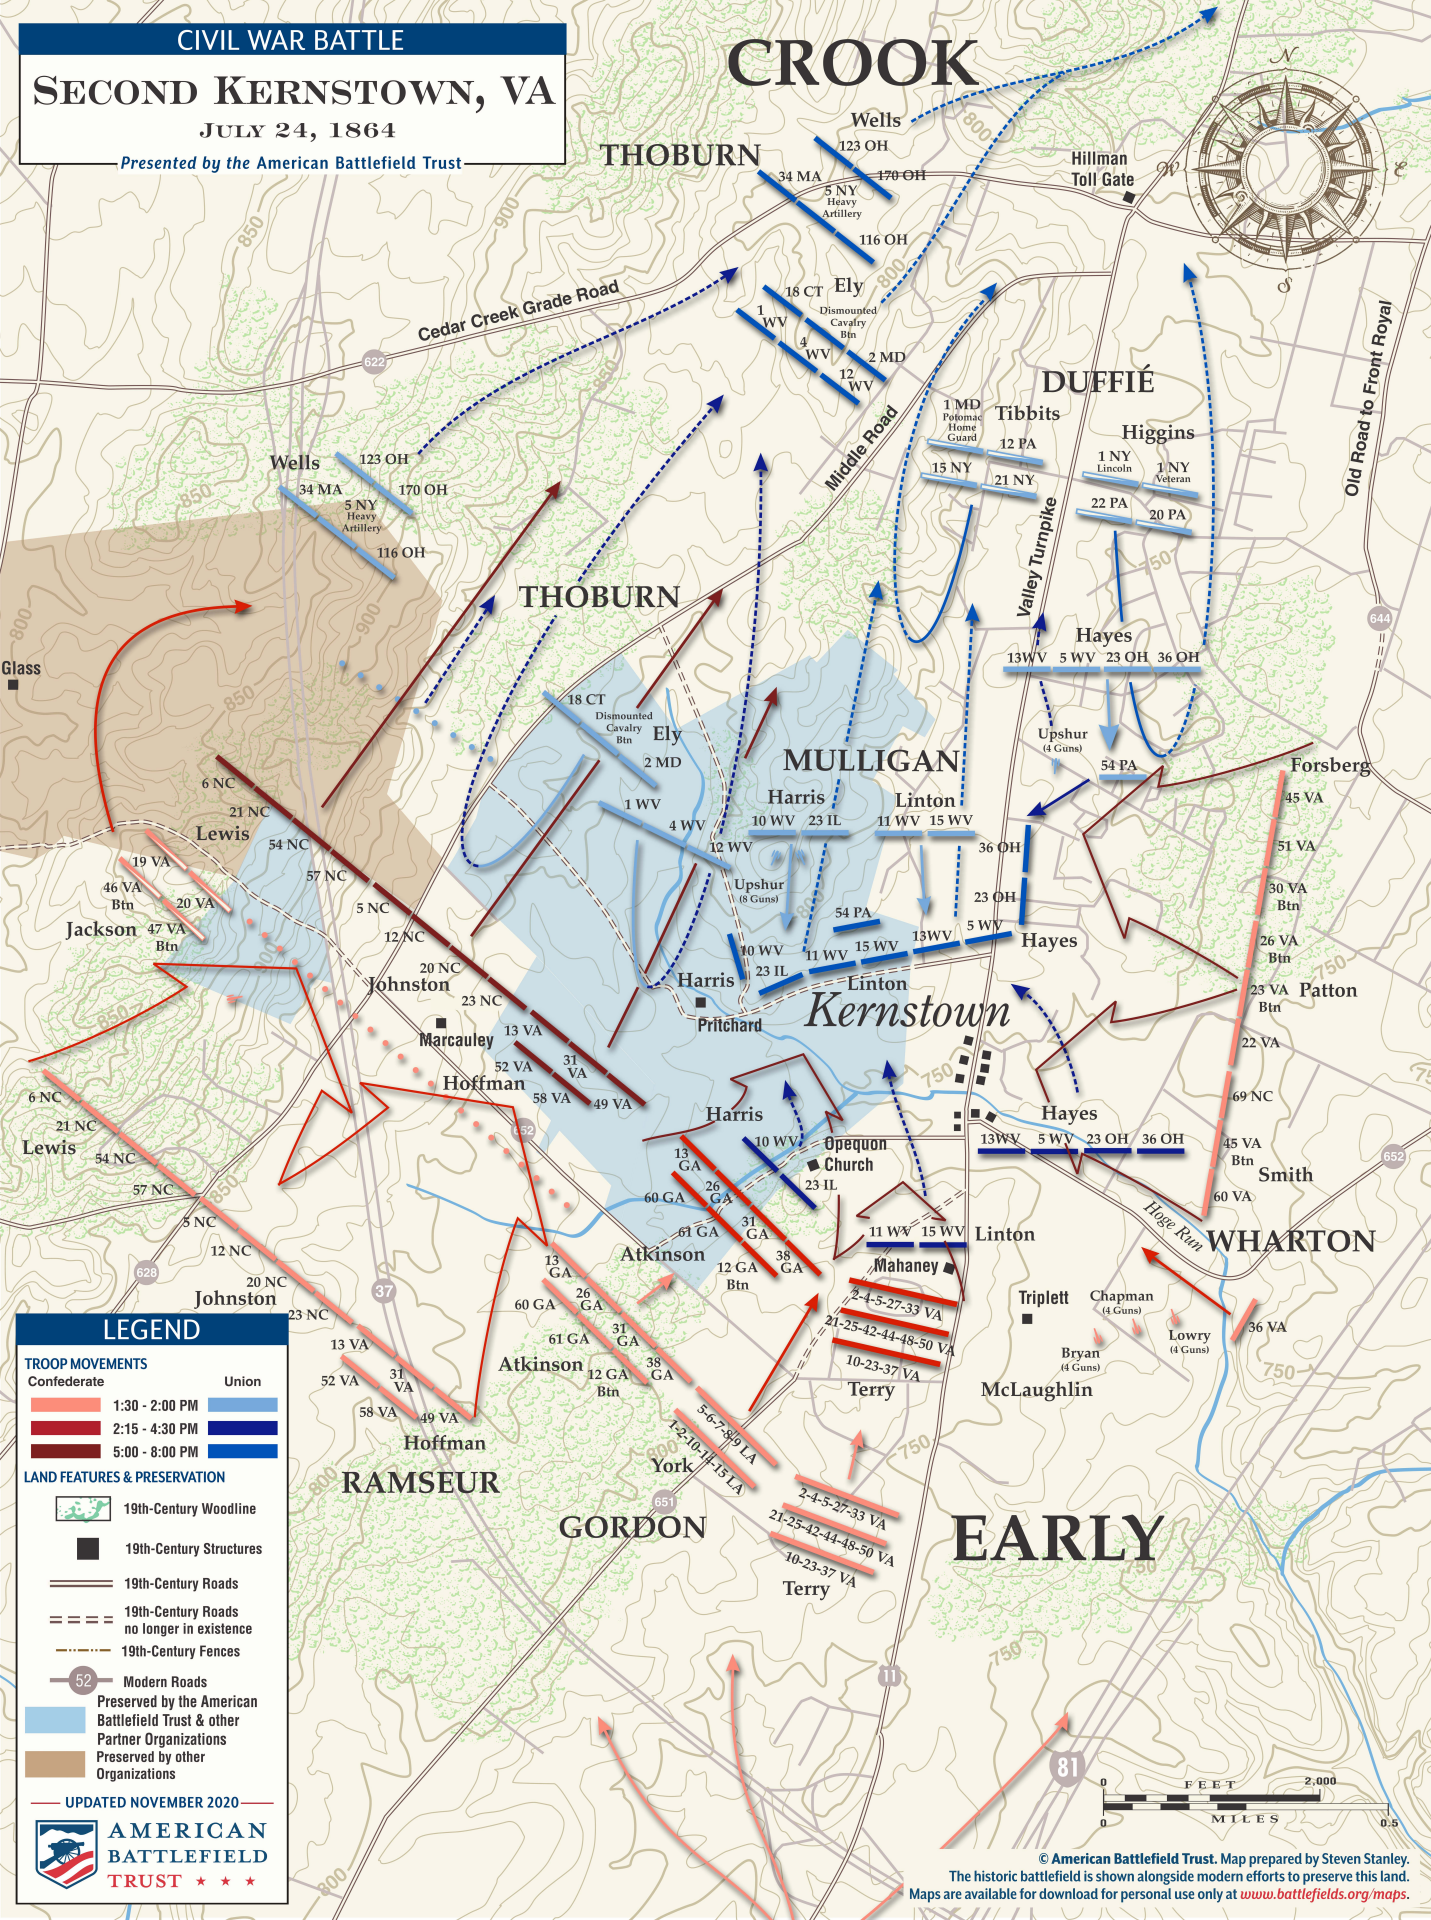 CIVIL WAR BATTLE
SECOND KERNSTOWN, VA
JULY 24, 1864
Presented by the American Battlefield Trust
CROOK
Wells
THOBURN
123 OH
170 OH
34 MA
5 NY
Heavy
Artillery
116 OH
Hillman
Toll Gate
N
W
E
S
850
900
800
800
Ely
18 CT
Dismounted
Cavalry
Btn
2 MD
1
WV
4
WV
12
WV
Cedar Creek Grade Road
622
850
Middle Road
Old Road to Front Royal
DUFFIÉ
Tibbits
1 MD
Potomac
Home
Guard
12 PA
15 NY
21 NY
Higgins
1 NY
Lincoln
1 NY
Veteran
22 PA
20 PA
Valley Turnpike
750
Wells
123 OH
34 MA
170 OH
5 NY
Heavy
Artillery
116 OH
850
800
900
850
THOBURN
Glass
644
Hayes
13WV
5 WV
23 OH
36 OH
Upshur
(4 Guns)
54 PA
18 CT
Dismounted
Cavalry
Btn
Ely
2 MD
1 WV
4 WV
12 WV
MULLIGAN
Harris
10 WV
23 IL
Linton
11 WV
15 WV
Upshur
(8 Guns)
800
36 OH
23 OH
Hayes
54 PA
10 WV
23 IL
11 WV
15 WV
13WV
5 WV
Linton
Harris
Pritchard
Kernstown
Forsberg
45 VA
51 VA
30 VA
Btn
26 VA
Btn
23 VA
Btn
Patton
750
22 VA
69 NC
45 VA
Btn
Smith
60 VA
WHARTON
652
6 NC
21 NC
Lewis
54 NC
57 NC
5 NC
12 NC
20 NC
Johnston
23 NC
Marcauley
13 VA
52 VA
31
VA
Hoffman
58 VA
49 VA
652
19 VA
46 VA
Btn
20 VA
Jackson
47 VA
Btn
800
850
850
6 NC
21 NC
Lewis
54 NC
57 NC
5 NC
12 NC
20 NC
Johnston
23 NC
13 VA
52 VA
31
VA
58 VA
49 VA
Hoffman
RAMSEUR
628
37
Harris
10 WV
Opequon
Church
23 IL
13
GA
60 GA
26
GA
61 GA
31
GA
12 GA
Btn
38
GA
Atkinson
750
Hayes
13WV
5 WV
23 OH
36 OH
Hoge Run
11 WV
15 WV
Linton
Mahaney
2-4-5-27-33 VA
21-25-42-44-48-50 VA
10-23-37 VA
Terry
Triplett
Chapman
(4 Guns)
Bryan
(4 Guns)
Lowry
(4 Guns)
36 VA
McLaughlin
750
13
GA
60 GA
26
GA
61 GA
31
GA
12 GA
Btn
38
GA
Atkinson
5-6-7-8-9 LA
1-2-10-14-15 LA
York
800
651
GORDON
2-4-5-27-33 VA
21-25-42-44-48-50 VA
10-23-37 VA
Terry
750
EARLY
750
750
800
800
11
81
LEGEND
TROOP MOVEMENTS
Confederate
Union
1:30 - 2:00 PM
2:15 - 4:30 PM
5:00 - 8:00 PM
LAND FEATURES & PRESERVATION
19th-Century Woodline
19th-Century Structures
19th-Century Roads
19th-Century Roads
no longer in existence
19th-Century Fences
52
Modern Roads
Preserved by the American
Battlefield Trust & other
Partner Organizations
Preserved by other
Organizations
UPDATED NOVEMBER 2020
AMERICAN
BATTLEFIELD
TRUST
0
FEET
2,000
0
MILES
0.5
© American Battlefield Trust. Map prepared by Steven Stanley.
The historic battlefield is shown alongside modern efforts to preserve this land.
Maps are available for download for personal use only at www.battlefields.org/maps.